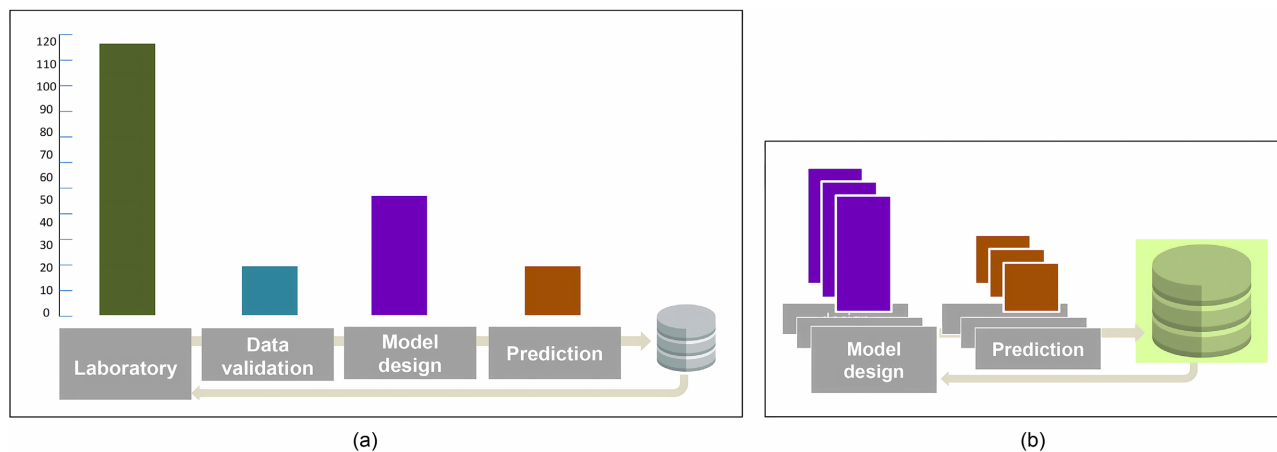 120
110
100
90
80
70
60
50
40
30
20
10
0
Laboratory
Data
validation
Model
design
Prediction
(a)
Model
design
Prediction
(b)